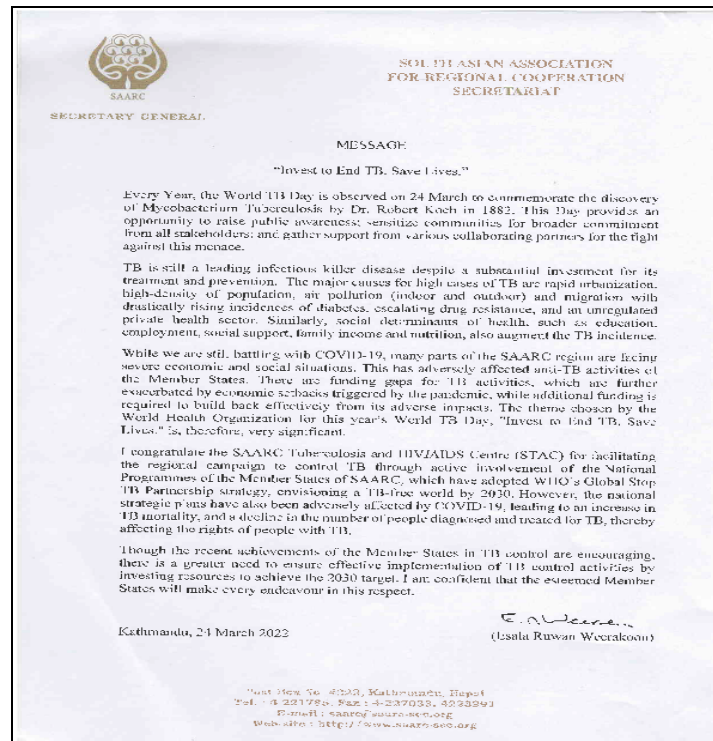 SAARC
SECRETARY GENERAL
SOUTH ASIAN ASSOCIATION
FOR REGIONAL COOPERATION
SECRETARIAT
MESSAGE
"Invest to End TB. Save Lives."
Every Year, the World TB Day is observed on 24 March to commemorate the discovery
of Mycobacterium Tuberculosis by Dr. Robert Koch in 1882. This Day provides an
opportunity to raise public awareness; sensitize communities for broader commitment
from all stakeholders; and gather support from various collaborating partners for the fight
against this menace.
TB is still a leading infectious killer disease despite a substantial investment for its
treatment and prevention. The major causes for high cases of TB are rapid urbanization,
high-density of population, air pollution (indoor and outdoor) and migration with
drastically rising incidences of diabetes, escalating drug resistance, and an unregulated
private health sector. Similarly, social determinants of health, such as education,
employment, social support, family income and nutrition, also augment the TB incidence.
While we are still battling with COVID-19, many parts of the SAARC region are facing
severe economic and social situations. This has adversely affected anti-TB activities of
the Member States. There are funding gaps for TB activities, which are further
exacerbated by economic setbacks triggered by the pandemic, while additional funding is
required to build back effectively from its adverse impacts. The theme chosen by the
World Health Organization for this year's World TB Day, "Invest to End TB, Save
Lives." is, therefore, very significant.
I congratulate the SAARC Tuberculosis and HIV/AIDS Centre (STAC) for facilitating
the regional campaign to control TB through active involvement of the National
Programmes of the Member States of SAARC, which have adopted WHO's Global Stop
TB Partnership strategy, envisioning a TB-free world by 2030. However, the national
strategic plans have also been adversely affected by COVID-19, leading to an increase in
TB mortality, and a decline in the number of people diagnosed and treated for TB, thereby
affecting the rights of people with TB.
Though the recent achievements of the Member States in TB control are encouraging,
there is a greater need to ensure effective implementation of TB control activities by
investing resources to achieve the 2030 target. I am confident that the esteemed Member
States will make every endeavour in this respect.
Kathmandu, 24 March 2022
(Esala Ruwan Weerakoon)
Post Box No. 4222, Kathmandu, Nepal
Tel. : 4-221785, Fax : 4-227033, 4223991
E-mail : saarc@saarc-sec.org
Web-site : http://www.saarc-sec.org